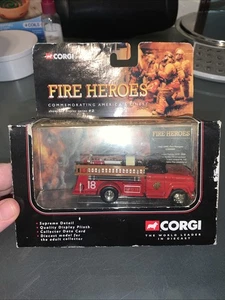 CORGI
FIRE HEROES
COMMEMORATING AMERICA'S FINEST
FIRE HEROES
18
CORGI
THE WORLD LEADER
IN DIECAST
• Supreme Detail
• Quality Display Plinth
• Collector Data Card
• Diecast model for
the adult collector